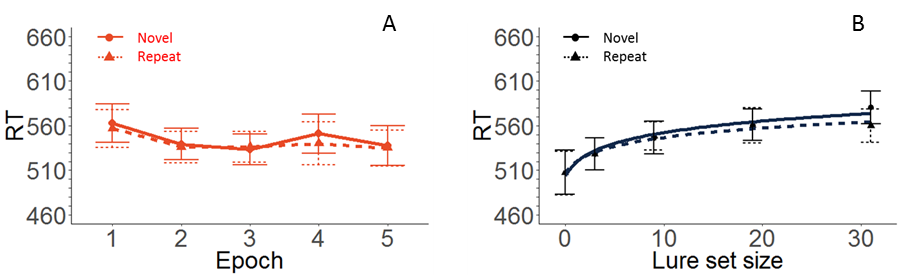 A
Novel
Repeat
660
610
560
510
460
RT
1 2 3 4 5
Epoch
B
Novel
Repeat
660
610
560
510
460
RT
0 10 20 30
Lure set size